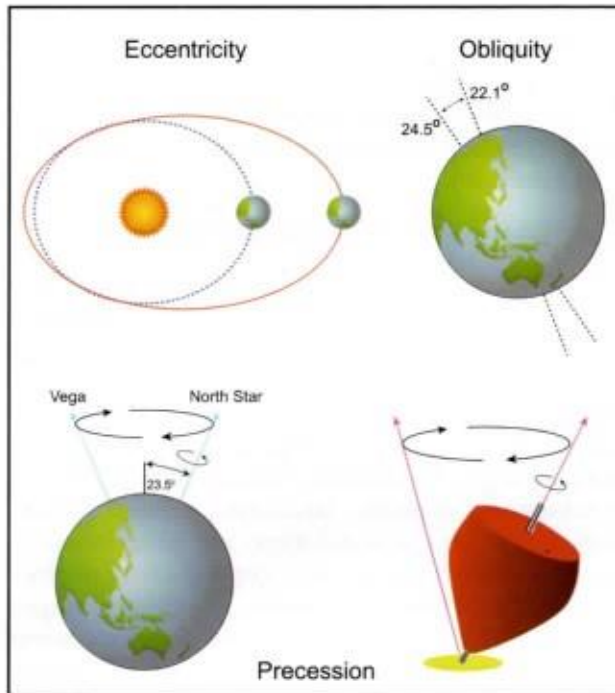 Eccentricity
Obliquity
22.1°
24.5°
Vega
North Star
23.5°
Precession